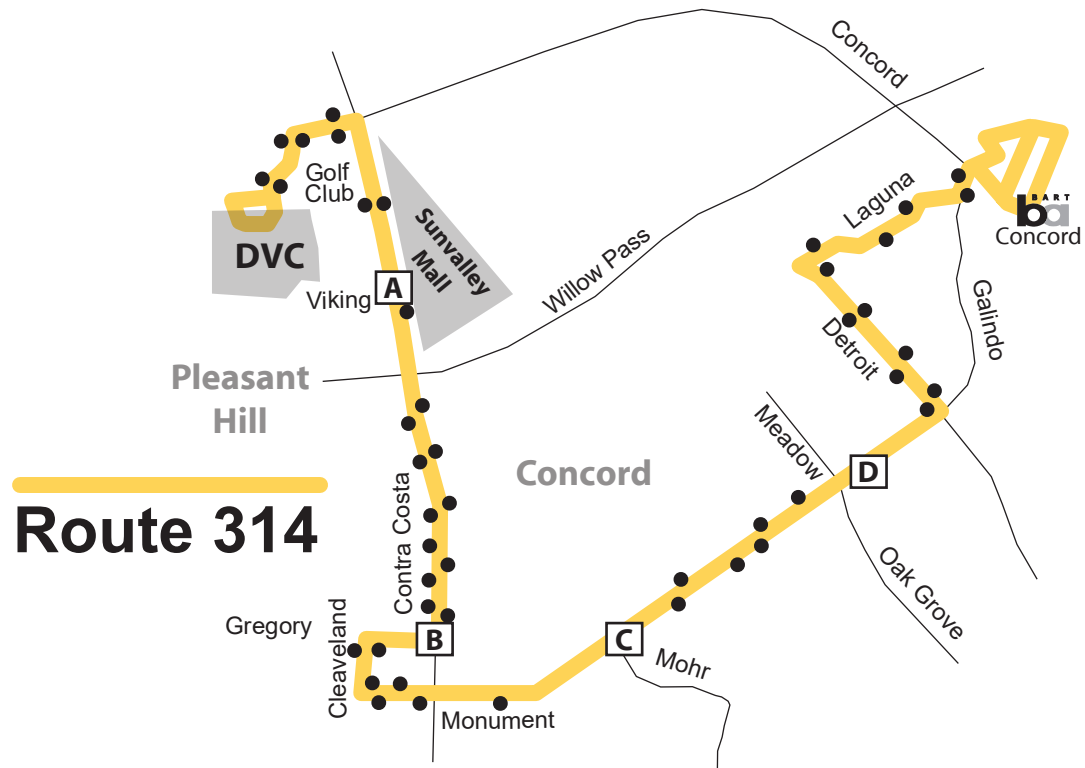 Concord
Golf
Club
Sunvalley
Mall
DVC
Viking
A
Willow Pass
Laguna
BART
ba
Concord
Galindo
Detroit
Pleasant
Hill
Meadow
D
Concord
Route 314
Contra Costa
Oak Grove
Gregory
Cleaveland
B
C
Mohr
Monument